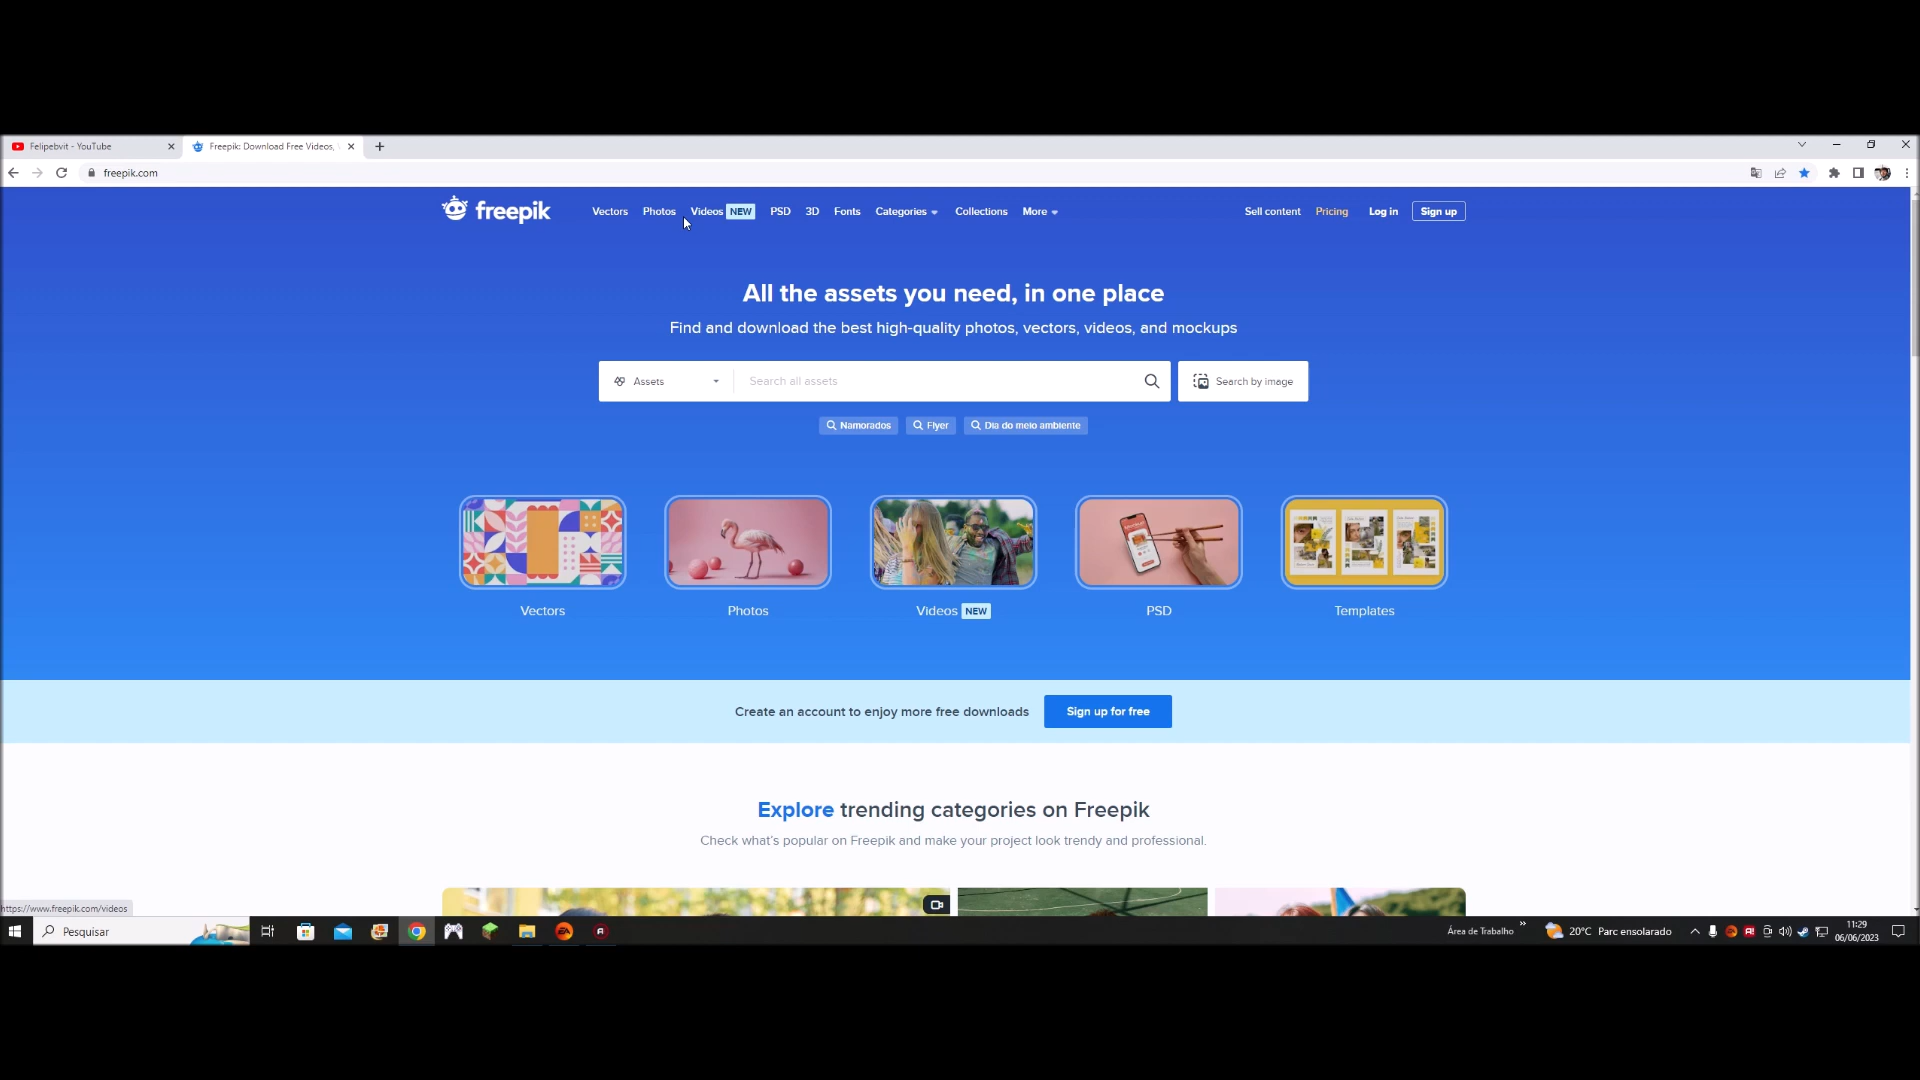 Felipebvit - YouTube
Freepik: Download Free Videos,
freepik.com
freepik
Vectors Photos Videos NEW PSD 3D Fonts Categories Collections More
Sell content Pricing Log in Sign up
All the assets you need, in one place
Find and download the best high-quality photos, vectors, videos, and mockups
Assets Search all assets Search by image
Namorados Flyer Dia do meio ambiente
Vectors Photos Videos NEW PSD Templates
Create an account to enjoy more free downloads Sign up for free
Explore trending categories on Freepik
Check what's popular on Freepik and make your project look trendy and professional.
https://www.freepik.com/videos
Pesquisar
Área de Trabalho
20°C Parc ensolarado
11:29
06/06/2023